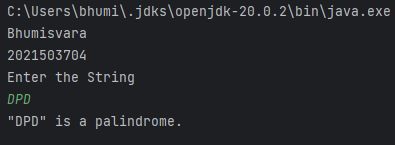 C:\Users\bhumi\.jdks\openjdk-20.0.2\bin\java.exe
Bhumisvara
2021503704
Enter the String
DPD
"DPD" is a palindrome.